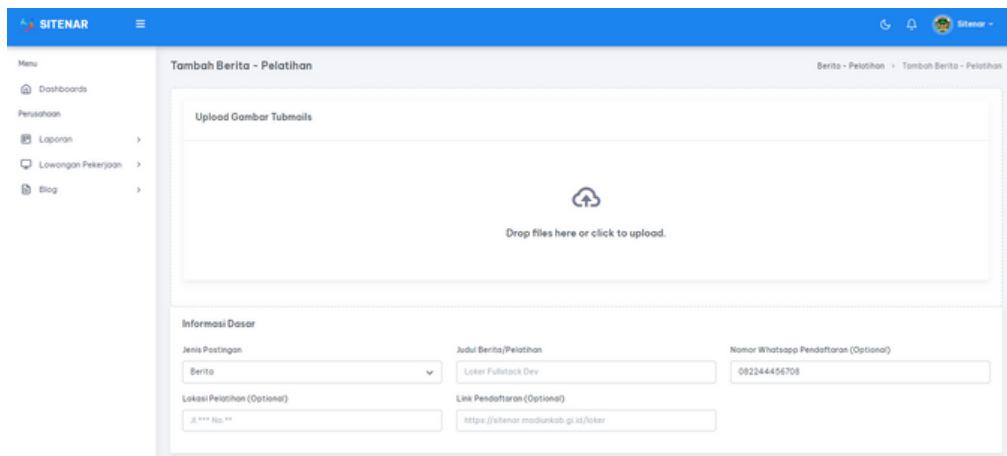 SITENAR
Sitenar
Menu
Dashboards
Perusahaan
Laporan
Lowongan Pekerjaan
Blog
Tambah Berita - Pelatihan
Berita - Pelatihan > Tambah Berita - Pelatihan
Upload Gambar Tubmails
Drop files here or click to upload.
Informasi Dasar
Jenis Postingan
Judul Berita/Pelatihan
Nomor Whatsapp Pendaftaran (Optional)
Berita
Loker Fullstack Dev
082244456708
Lokasi Pelatihan (Optional)
Link Pendaftaran (Optional)
Jl.*** No.**
https://sitenar.madiunkab.gi.id/loker